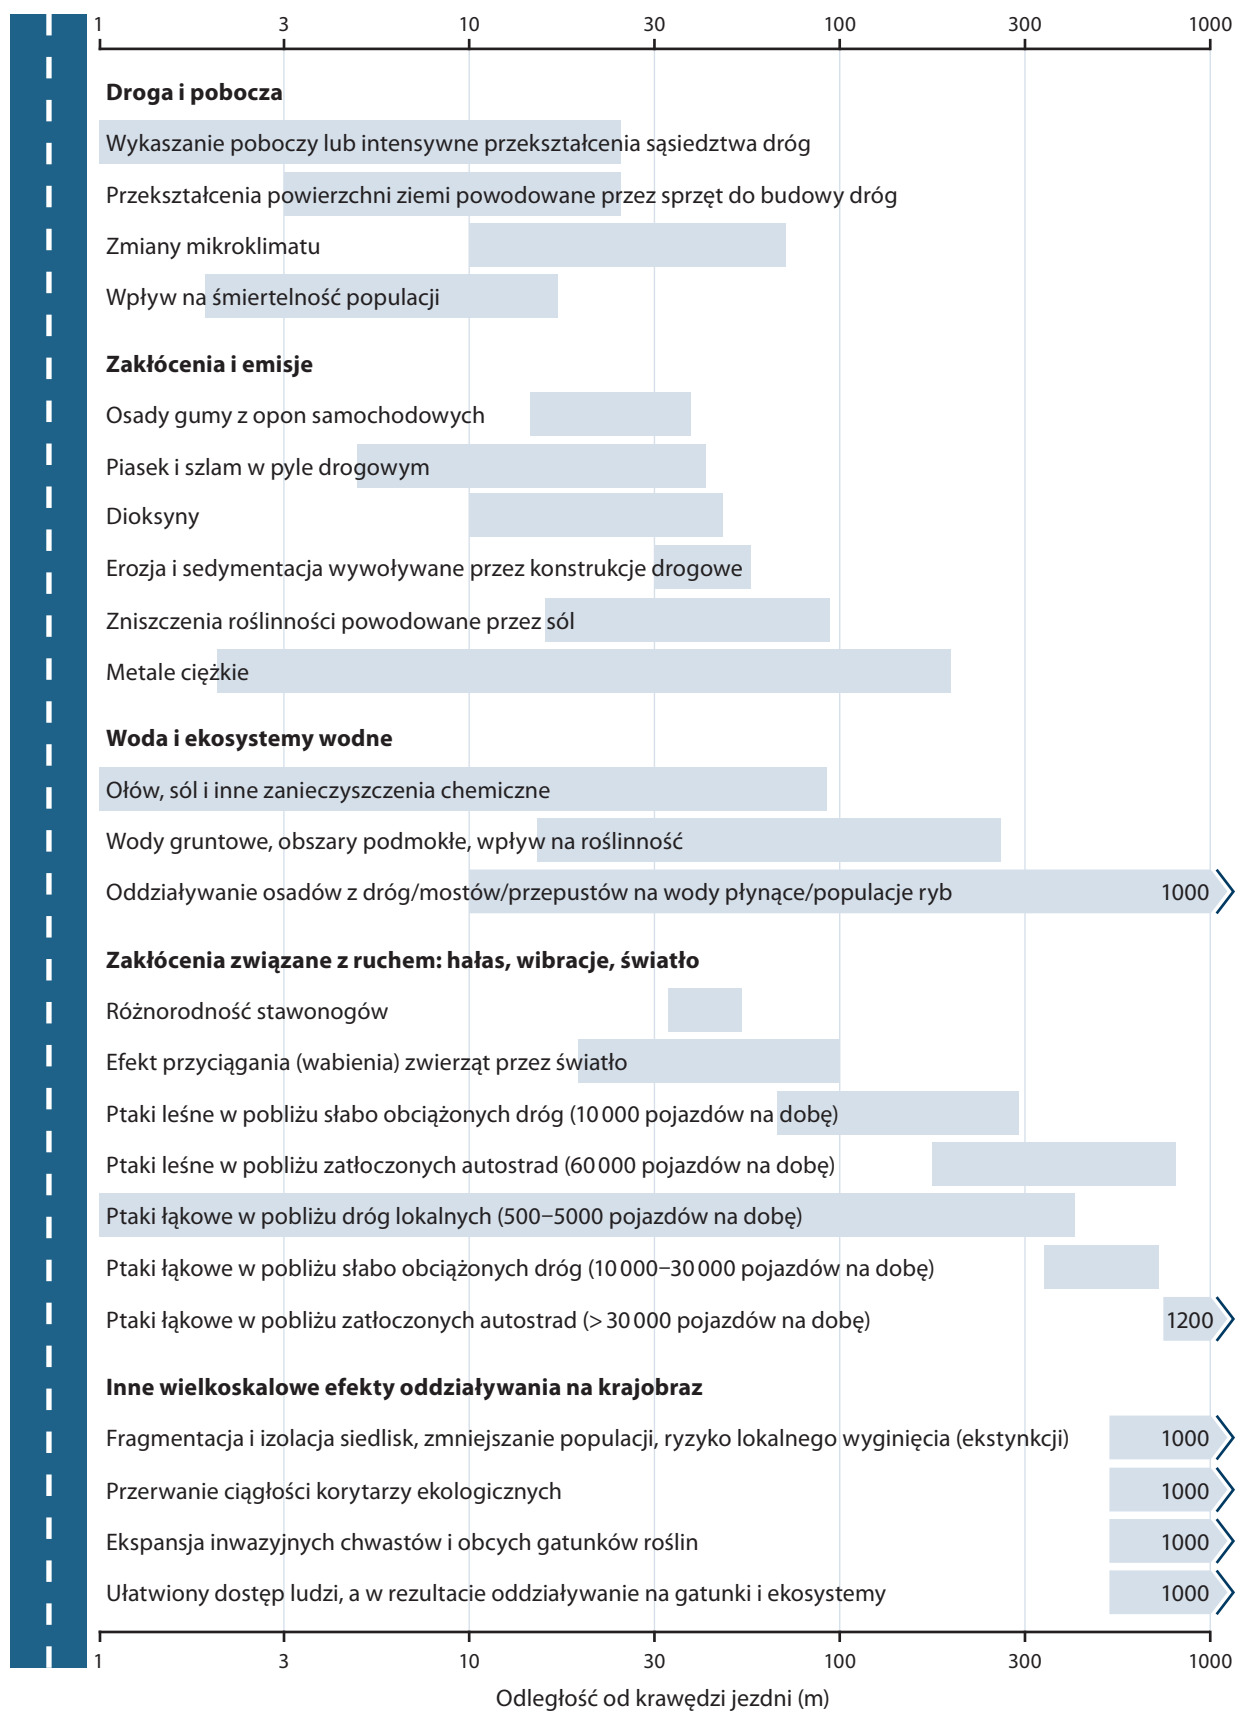 1 3 10 30 100 300 1000
Droga i pobocza
Wykaszanie poboczy lub intensywne przekształcenia sąsiedztwa dróg
Przekształcenia powierzchni ziemi powodowane przez sprzęt do budowy dróg
Zmiany mikroklimatu
Wpływ na śmiertelność populacji
Zakłócenia i emisje
Osady gumy z opon samochodowych
Piasek i szlam w pyle drogowym
Dioksyny
Erozja i sedymentacja wywoływane przez konstrukcje drogowe
Zniszczenia roślinności powodowane przez sól
Metale ciężkie
Woda i ekosystemy wodne
Ołów, sól i inne zanieczyszczenia chemiczne
Wody gruntowe, obszary podmokłe, wpływ na roślinność
Oddziaływanie osadów z dróg/mostów/przepustów na wody płynące/populacje ryb 1000
Zakłócenia związane z ruchem: hałas, wibracje, światło
Różnorodność stawonogów
Efekt przyciągania (wabienia) zwierząt przez światło
Ptaki leśne w pobliżu słabo obciążonych dróg (10 000 pojazdów na dobę)
Ptaki leśne w pobliżu zatłoczonych autostrad (60 000 pojazdów na dobę)
Ptaki łąkowe w pobliżu dróg lokalnych (500–5000 pojazdów na dobę)
Ptaki łąkowe w pobliżu słabo obciążonych dróg (10 000–30 000 pojazdów na dobę)
Ptaki łąkowe w pobliżu zatłoczonych autostrad (> 30 000 pojazdów na dobę) 1200
Inne wielkoskalowe efekty oddziaływania na krajobraz
Fragmentacja i izolacja siedlisk, zmniejszanie populacji, ryzyko lokalnego wyginięcia (ekstynkcji) 1000
Przerwanie ciągłości korytarzy ekologicznych 1000
Ekspansja inwazyjnych chwastów i obcych gatunków roślin 1000
Ułatwiony dostęp ludzi, a w rezultacie oddziaływanie na gatunki i ekosystemy 1000
1 3 10 30 100 300 1000
Odległość od krawędzi jezdni (m)